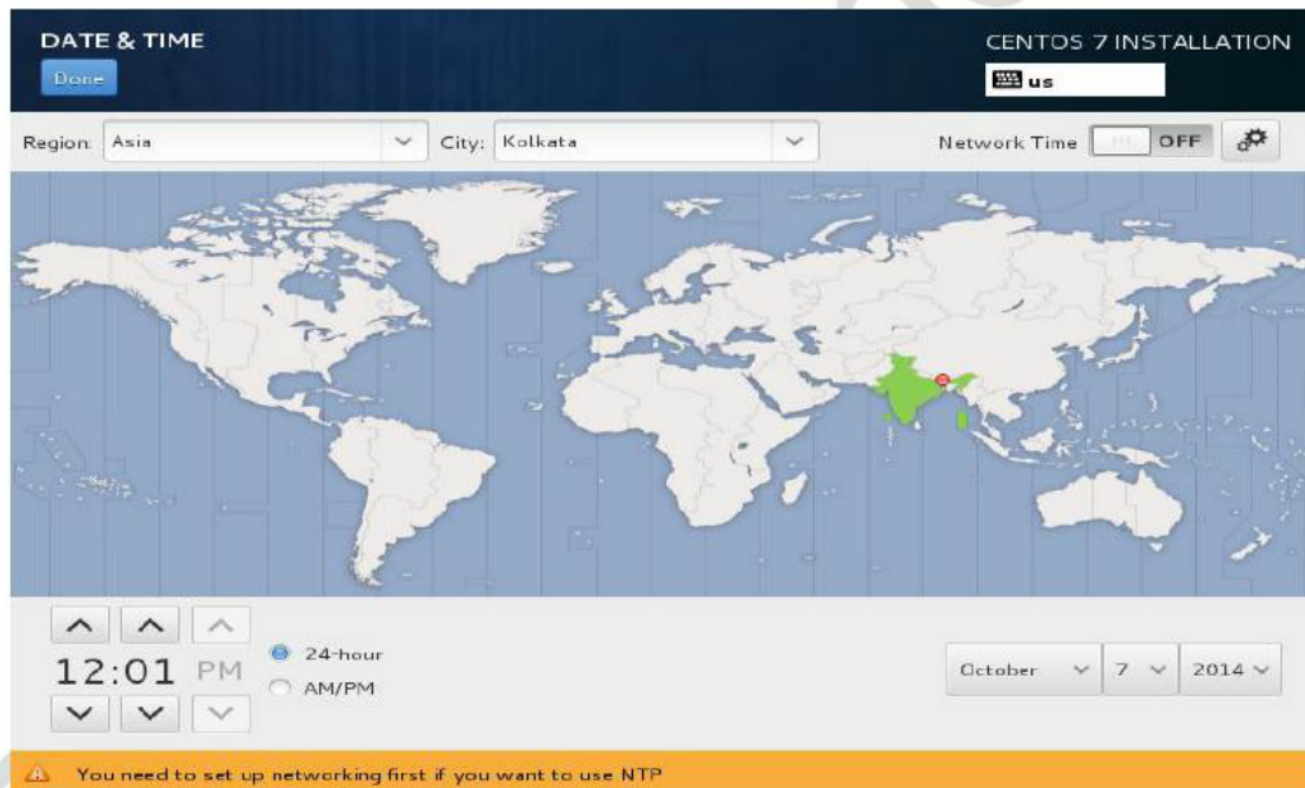 DATE & TIME
Done
CENTOS 7 INSTALLATION
us
Region: Asia City: Kolkata Network Time OFF
12:01 PM
24-hour
AM/PM
October 7 2014
You need to set up networking first if you want to use NTP